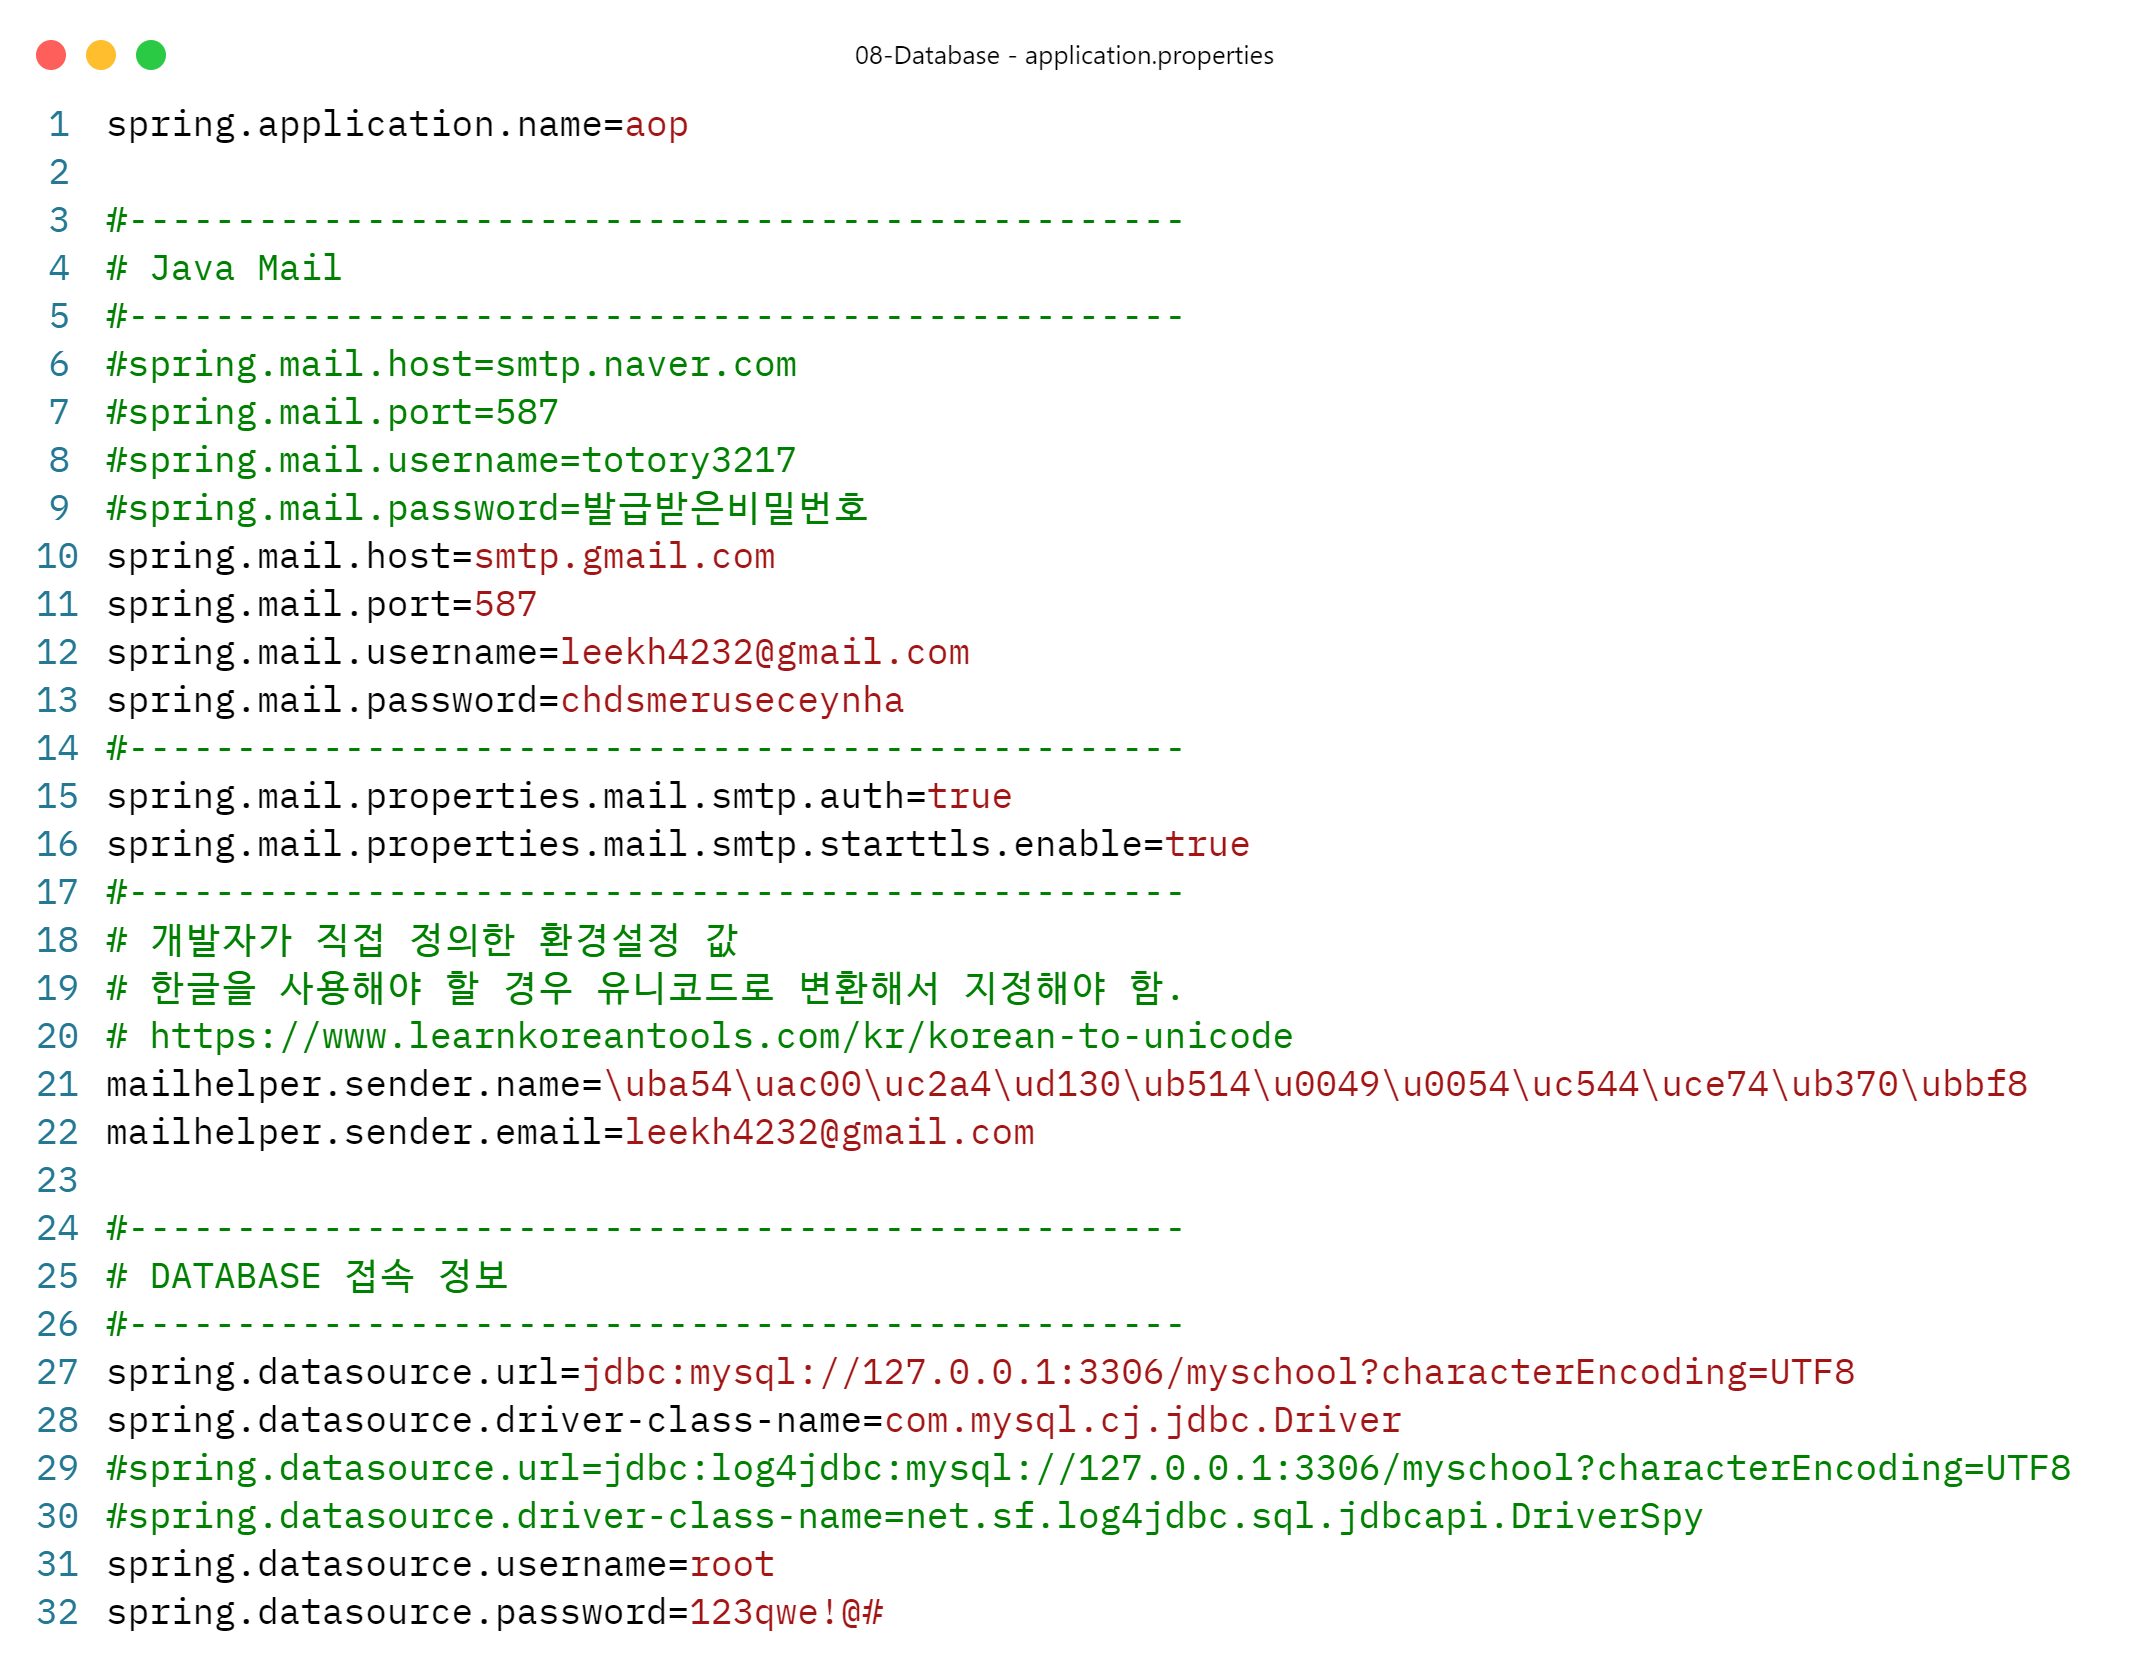 08-Database - application.properties
1 spring.application.name=aop
2
3 #-------------------------------------------------
4 # Java Mail
5 #-------------------------------------------------
6 #spring.mail.host=smtp.naver.com
7 #spring.mail.port=587
8 #spring.mail.username=totory3217
9 #spring.mail.password=발급받은비밀번호
10 spring.mail.host=smtp.gmail.com
11 spring.mail.port=587
12 spring.mail.username=leekh4232@gmail.com
13 spring.mail.password=chdsmeruseceynha
14 #-------------------------------------------------
15 spring.mail.properties.mail.smtp.auth=true
16 spring.mail.properties.mail.smtp.starttls.enable=true
17 #-------------------------------------------------
18 # 개발자가 직접 정의한 환경설정 값
19 # 한글을 사용해야 할 경우 유니코드로 변환해서 지정해야 함.
20 # https://www.learnkoreantools.com/kr/korean-to-unicode
21 mailhelper.sender.name=\uba54\uac00\uc2a4\ud130\ub514\u0049\u0054\uc544\uce74\ub370\ubbf8
22 mailhelper.sender.email=leekh4232@gmail.com
23
24 #-------------------------------------------------
25 # DATABASE 접속 정보
26 #-------------------------------------------------
27 spring.datasource.url=jdbc:mysql://127.0.0.1:3306/myschool?characterEncoding=UTF8
28 spring.datasource.driver-class-name=com.mysql.cj.jdbc.Driver
29 #spring.datasource.url=jdbc:log4jdbc:mysql://127.0.0.1:3306/myschool?characterEncoding=UTF8
30 #spring.datasource.driver-class-name=net.sf.log4jdbc.sql.jdbcapi.DriverSpy
31 spring.datasource.username=root
32 spring.datasource.password=123qwe!@#